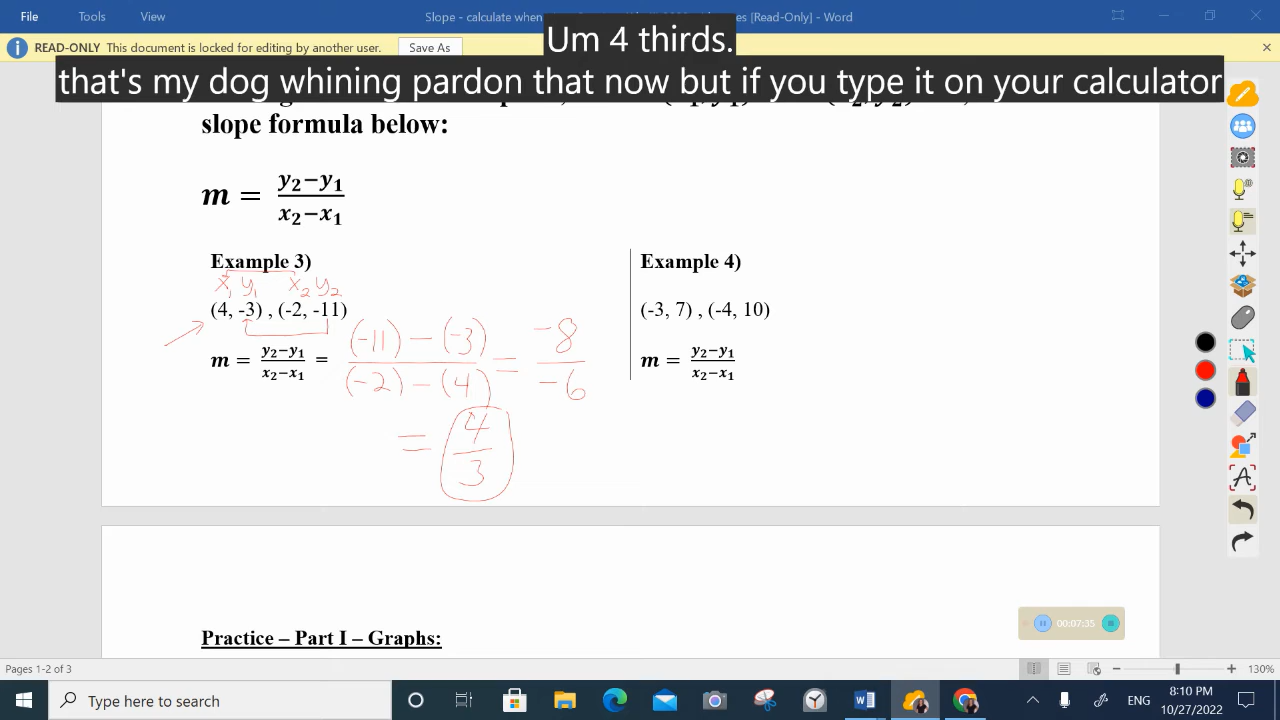 File Tools View Slope - calculate when [Read-Only] - Word
READ-ONLY This document is locked for editing by another user. Save As
Um 4 thirds.
that's my dog whining pardon that now but if you type it on your calculator
slope formula below:
m = y₂−y₁ / x₂−x₁
Example 3)
x₁ y₁ x₂ y₂
(4, -3) , (-2, -11)
m = y₂−y₁ / x₂−x₁ = (-11) − (-3) / (-2) − (4) = -8 / -6
= 4 / 3
Example 4)
(-3, 7) , (-4, 10)
m = y₂−y₁ / x₂−x₁
Practice – Part I – Graphs:
00:07:35
Pages 1-2 of 3 130%
Type here to search
ENG
8:10 PM
10/27/2022